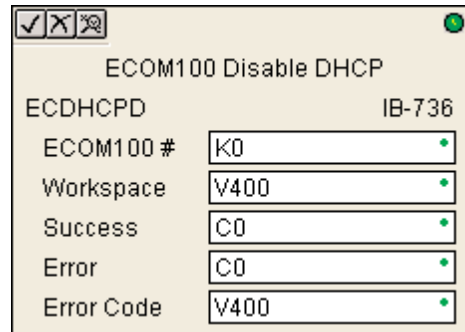 ECOM100 Disable DHCP
ECDHCPD IB-736
ECOM100 # K0
Workspace V400
Success C0
Error C0
Error Code V400